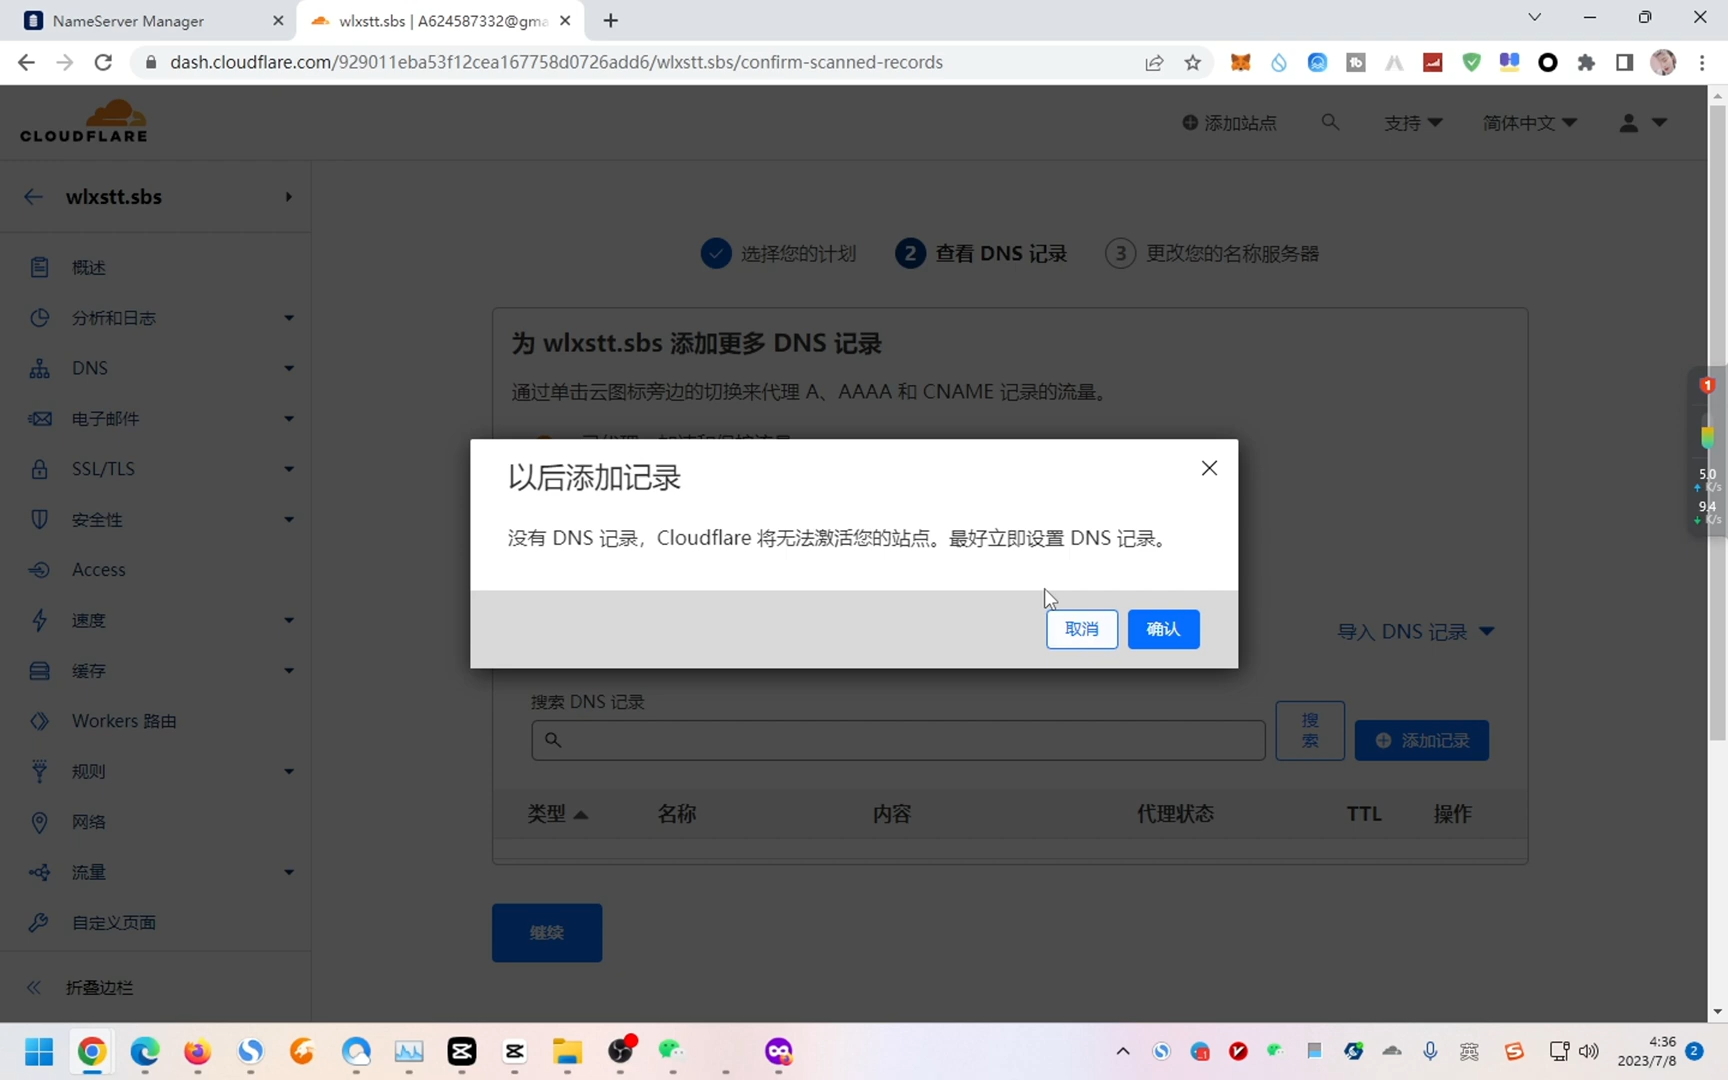 NameServer Manager
wlxstt.sbs | A624587332@gma
dash.cloudflare.com/929011eba53f12cea167758d0726add6/wlxstt.sbs/confirm-scanned-records
CLOUDFLARE
添加站点
支持
简体中文
wlxstt.sbs
选择您的计划
2 查看 DNS 记录
3 更改您的名称服务器
概述
分析和日志
DNS
电子邮件
SSL/TLS
安全性
Access
速度
缓存
Workers 路由
规则
网络
流量
自定义页面
折叠边栏
为 wlxstt.sbs 添加更多 DNS 记录
通过单击云图标旁边的切换来代理 A、AAAA 和 CNAME 记录的流量。
以后添加记录
没有 DNS 记录，Cloudflare 将无法激活您的站点。最好立即设置 DNS 记录。
取消
确认
导入 DNS 记录
搜索 DNS 记录
搜索
添加记录
类型
名称
内容
代理状态
TTL
操作
继续
1
5.0
K/s
9.4
K/s
英
4:36
2023/7/8
2